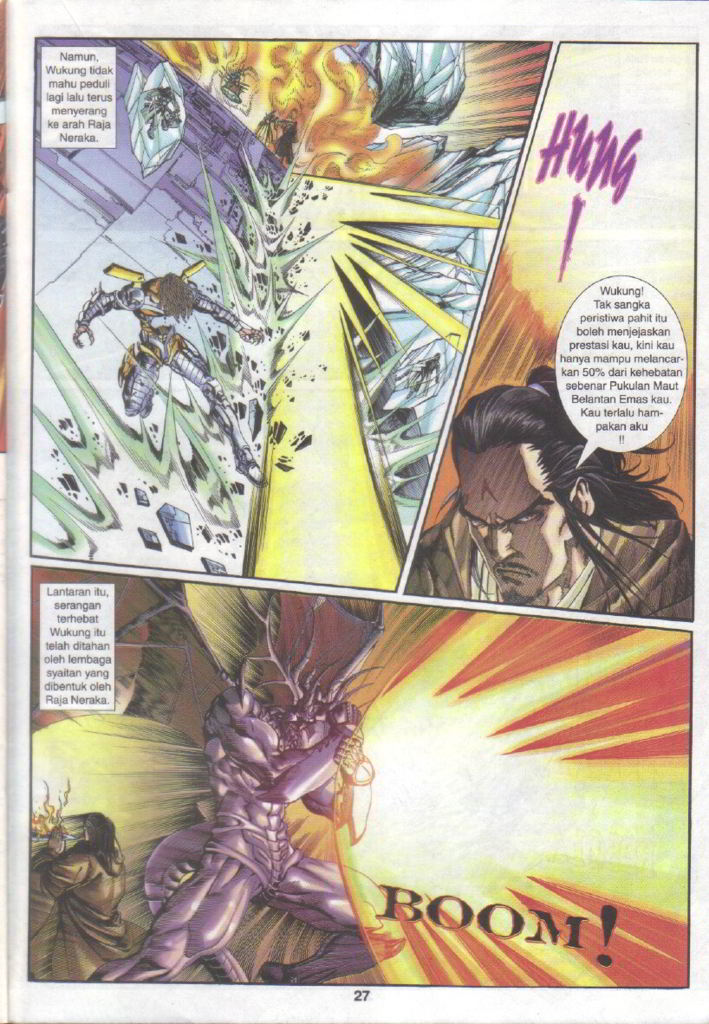 Namun,
Wukung tidak
mahu peduli
lagi lalu terus
menyerang
ke arah Raja
Neraka.
HUNG
!
Wukung!
Tak sangka
peristiwa pahit itu
boleh menjejaskan
prestasi kau, kini kau
hanya mampu melancar-
kan 50% dari kehebatan
sebenar Pukulan Maut
Belantan Emas kau.
Kau terlalu ham-
pakan aku
!!
Lantaran itu,
serangan
terhebat
Wukung itu
telah ditahan
oleh lembaga
syaitan yang
dibentuk oleh
Raja Neraka.
BOOM!
27